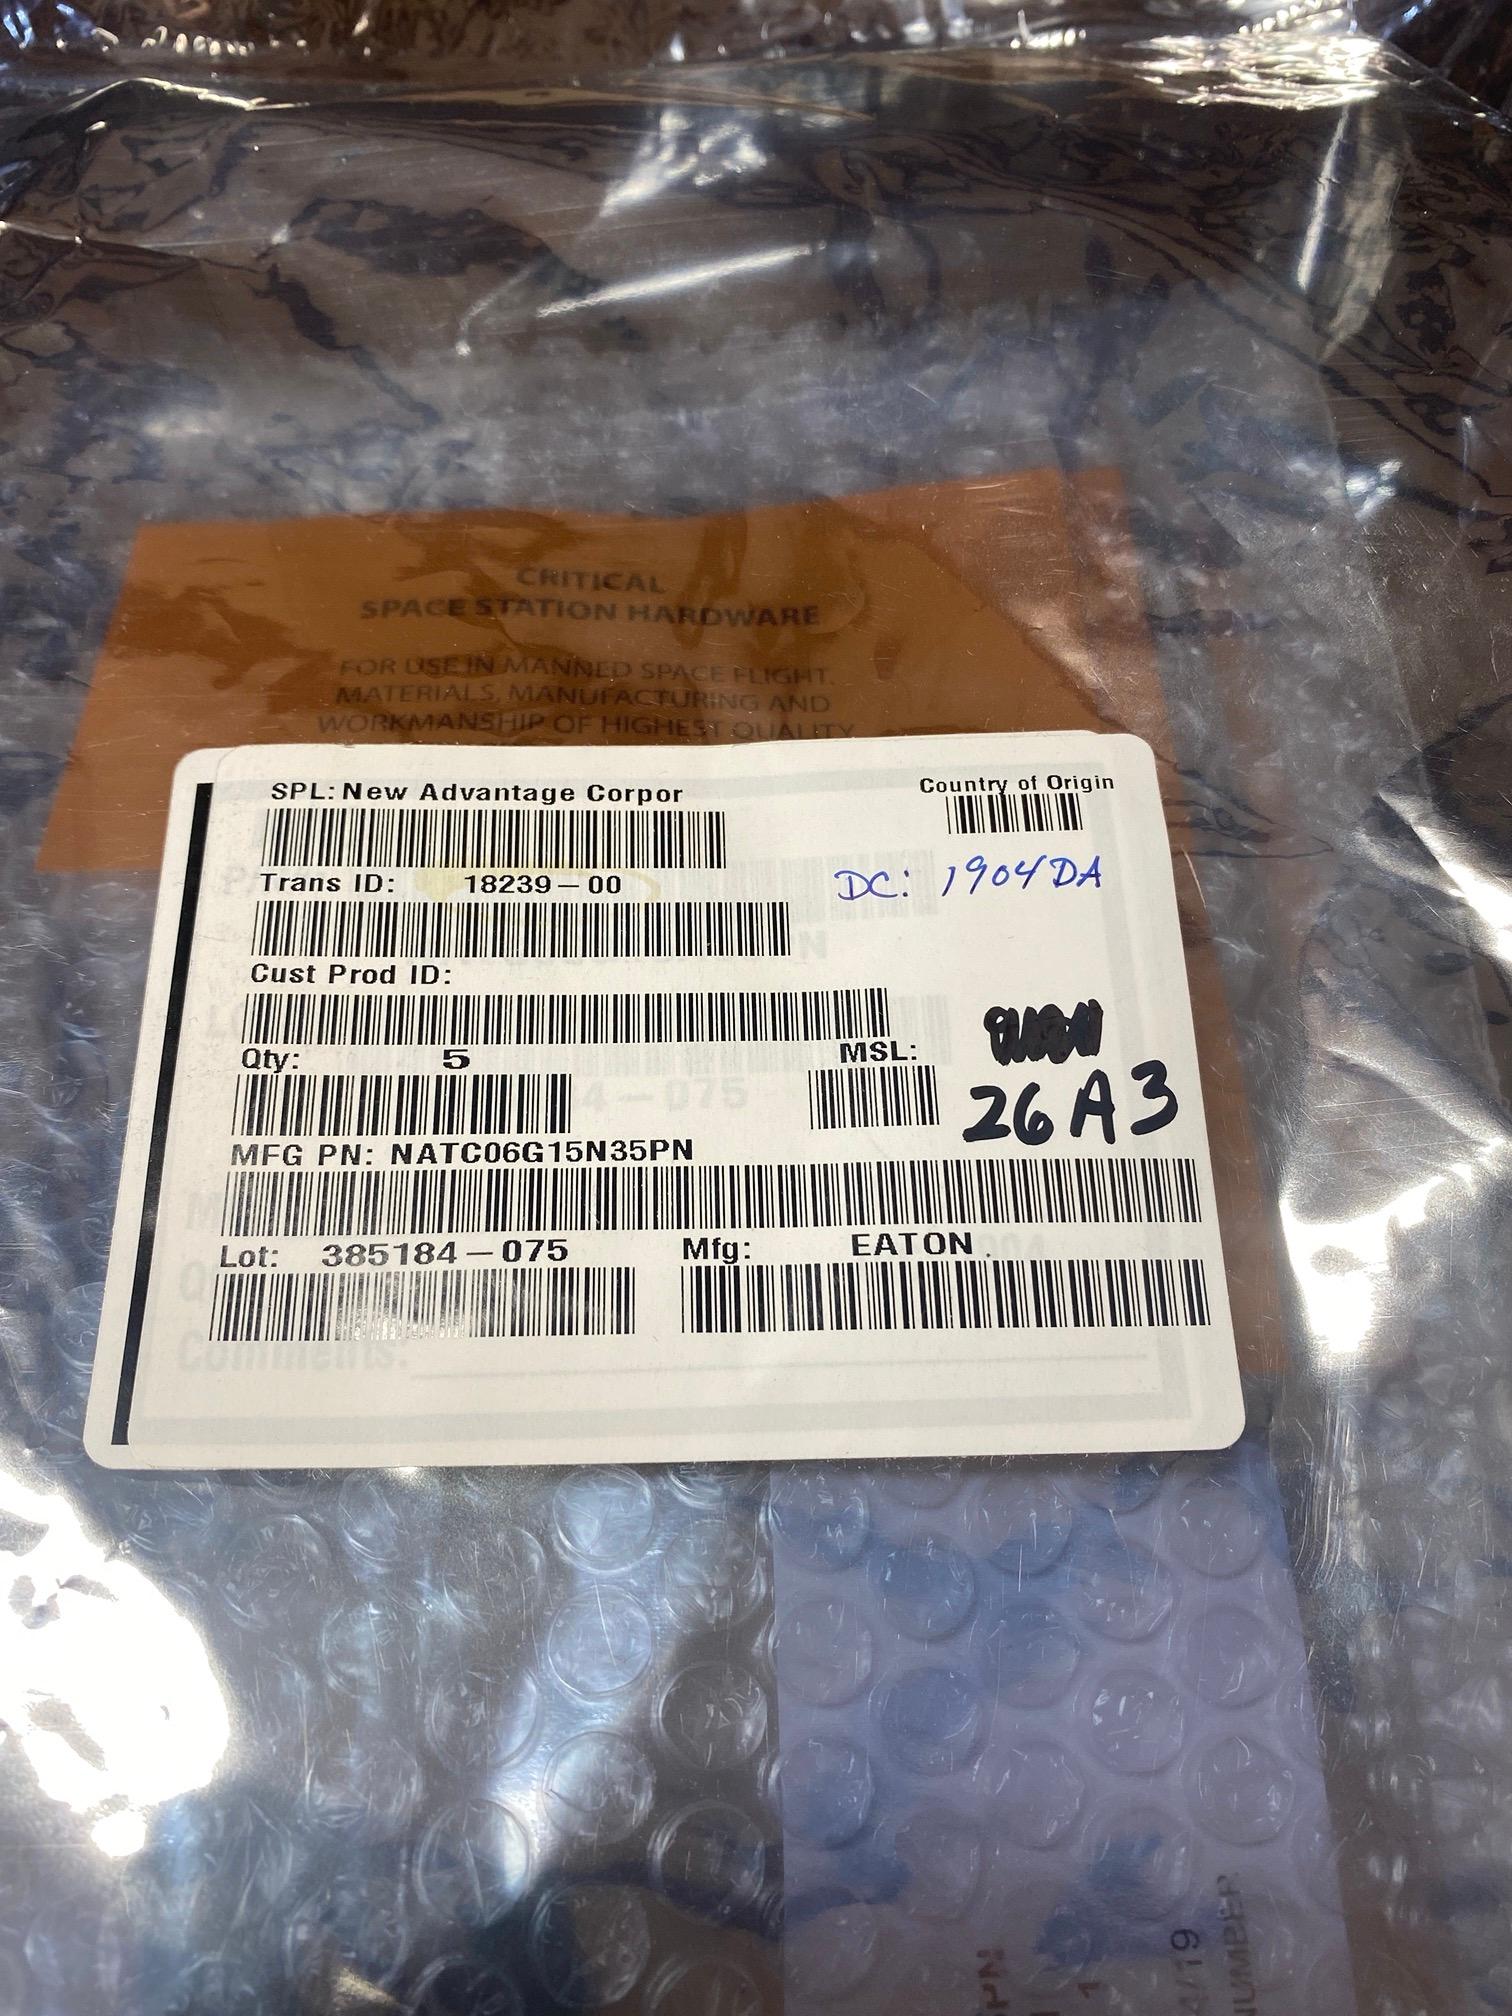 CRITICAL
SPACE STATION HARDWARE
FOR USE IN MANNED SPACE FLIGHT.
MATERIALS, MANUFACTURING AND
WORKMANSHIP OF HIGHEST QUALITY
SPL: New Advantage Corpor
Country of Origin
Trans ID: 18239-00
DC: 1904DA
Cust Prod ID:
Qty: 5
MSL:
26A3
MFG PN: NATC06G15N35PN
Lot: 385184-075
Mfg: EATON
Comments: